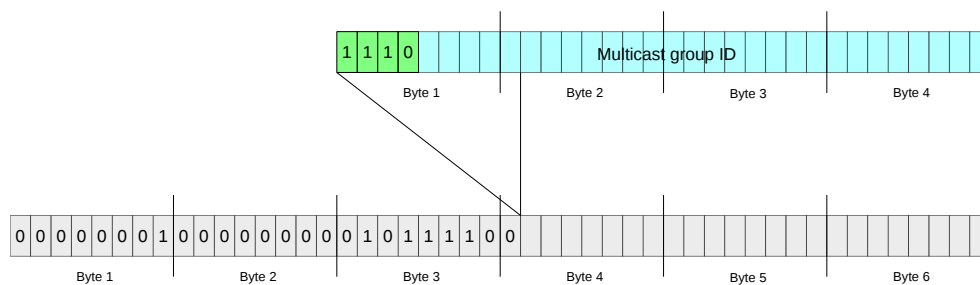 1 1 1 0 Multicast group ID
Byte 1 Byte 2 Byte 3 Byte 4
0 0 0 0 0 0 0 1 0 0 0 0 0 0 0 0 0 1 0 1 1 1 1 0 0
Byte 1 Byte 2 Byte 3 Byte 4 Byte 5 Byte 6